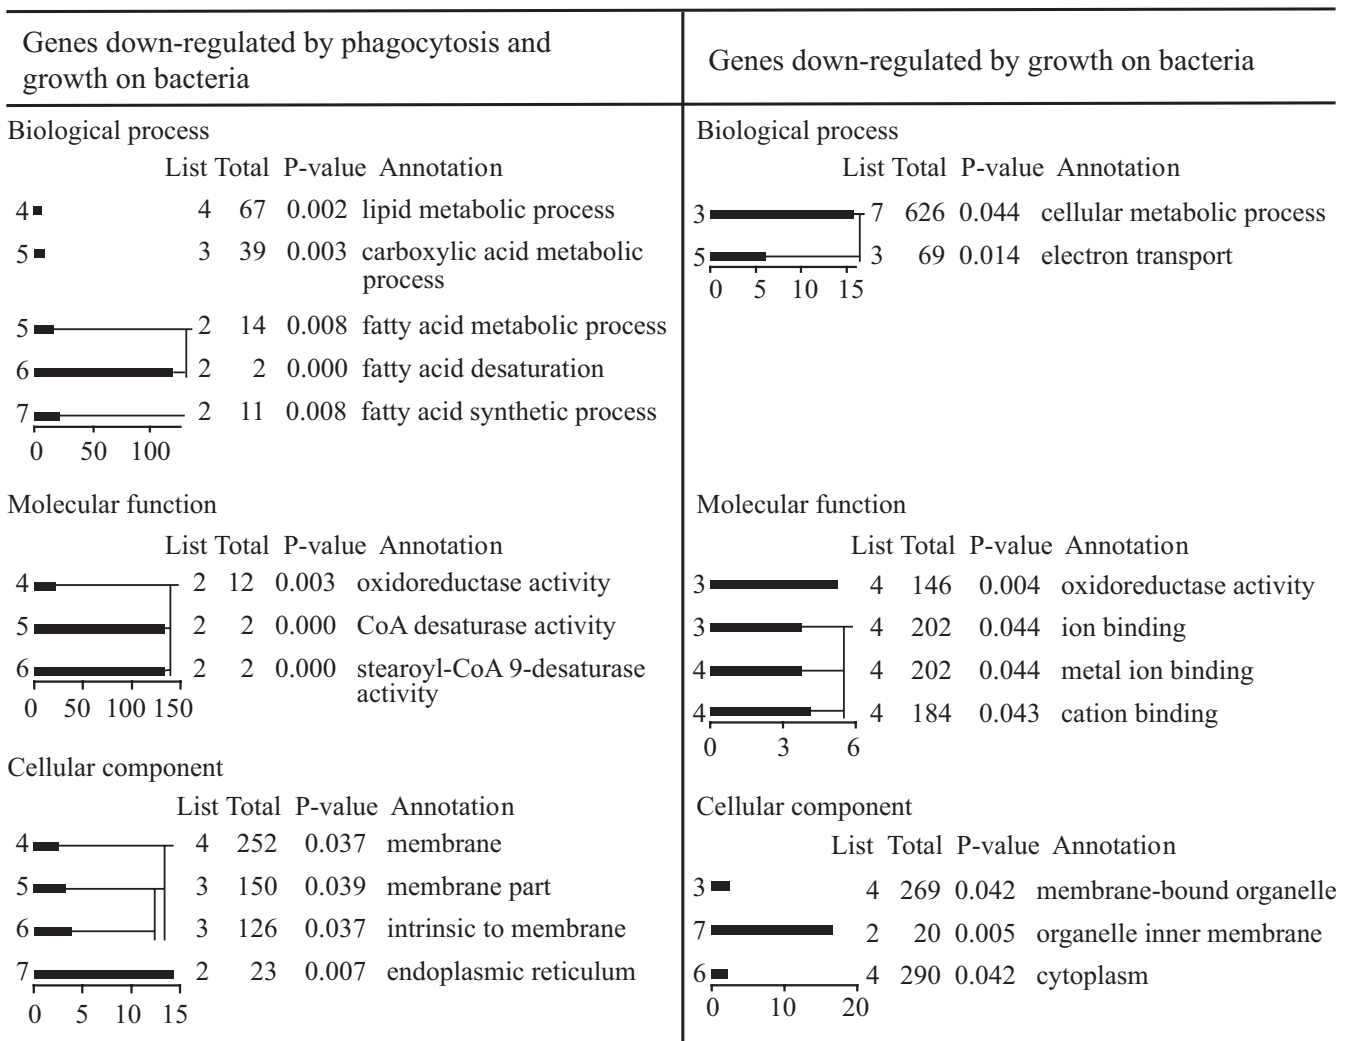 Genes down-regulated by phagocytosis and
growth on bacteria
Biological process
List Total P-value Annotation
4 4 67 0.002 lipid metabolic process
5 3 39 0.003 carboxylic acid metabolic
process
5 2 14 0.008 fatty acid metabolic process
6 2 2 0.000 fatty acid desaturation
7 2 11 0.008 fatty acid synthetic process
0 50 100
Molecular function
List Total P-value Annotation
4 2 12 0.003 oxidoreductase activity
5 2 2 0.000 CoA desaturase activity
6 2 2 0.000 stearoyl-CoA 9-desaturase
activity
0 50 100 150
Cellular component
List Total P-value Annotation
4 4 252 0.037 membrane
5 3 150 0.039 membrane part
6 3 126 0.037 intrinsic to membrane
7 2 23 0.007 endoplasmic reticulum
0 5 10 15
Genes down-regulated by growth on bacteria
Biological process
List Total P-value Annotation
3 7 626 0.044 cellular metabolic process
5 3 69 0.014 electron transport
0 5 10 15
Molecular function
List Total P-value Annotation
3 4 146 0.004 oxidoreductase activity
3 4 202 0.044 ion binding
4 4 202 0.044 metal ion binding
4 4 184 0.043 cation binding
0 3 6
Cellular component
List Total P-value Annotation
3 4 269 0.042 membrane-bound organelle
7 2 20 0.005 organelle inner membrane
6 4 290 0.042 cytoplasm
0 10 20